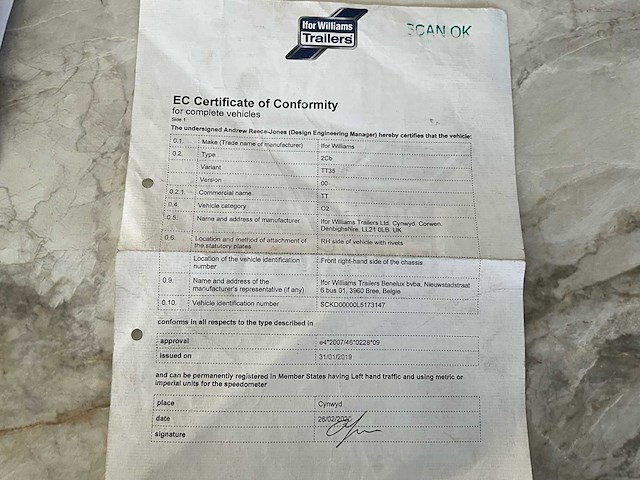 Ifor Williams
Trailers
SCAN OK
EC Certificate of Conformity
for complete vehicles
Side 1
The undersigned Andrew Reece-Jones (Design Engineering Manager) hereby certifies that the vehicle:
0.1. Make (Trade name of manufacturer) Ifor Williams
0.2. Type 2Cb
Variant TT35
Version 00
0.2.1. Commercial name TT
0.4. Vehicle category O2
0.5. Name and address of manufacturer Ifor Williams Trailers Ltd. Cynwyd. Corwen.
Denbighshire. LL21 0LB. UK
0.6. Location and method of attachment of RH side of vehicle with rivets
the statutory plates
Location of the vehicle identification Front right-hand side of the chassis
number
0.9. Name and address of the Ifor Williams Trailers Benelux bvba, Nieuwstadstraat
manufacturer's representative (if any) 6 bus 01, 3960 Bree, Belgie
0.10. Vehicle identification number SCKD00000L5173147
conforms in all respects to the type described in
approval e4*2007/46*0228*09
issued on 31/01/2019
and can be permanently registered in Member States having Left hand traffic and using metric or
imperial units for the speedometer
place Cynwyd
date 26/02/2020
signature